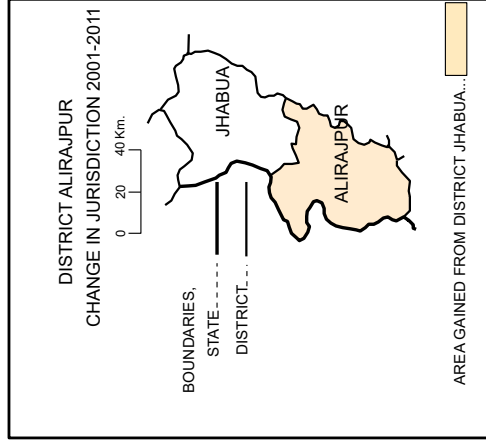 DISTRICT ALIRAJPUR
CHANGE IN JURISDICTION 2001-2011
0 20 40 Km.
BOUNDARIES,
STATE
DISTRICT
JHABUA
ALIRAJPUR
AREA GAINED FROM DISTRICT JHABUA...